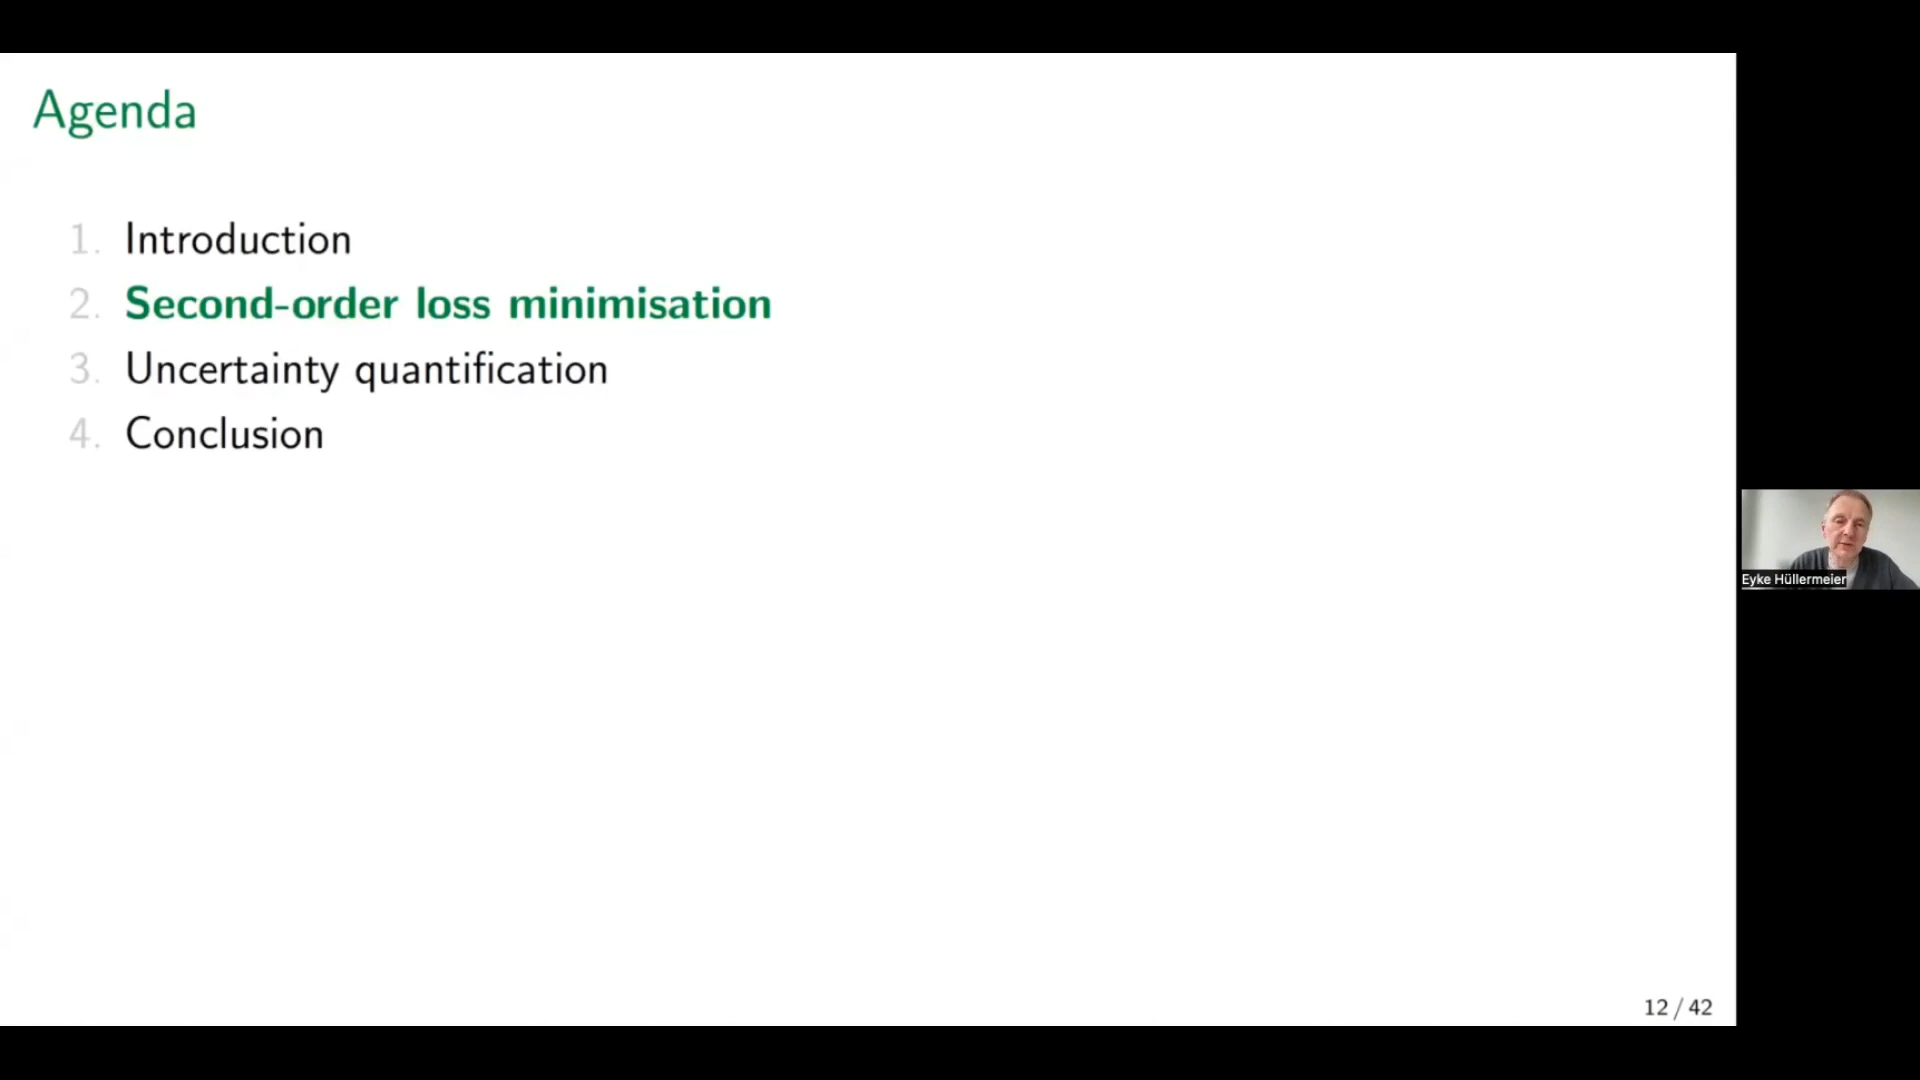 Agenda
1. Introduction
2. Second-order loss minimisation
3. Uncertainty quantification
4. Conclusion
Eyke Hüllermeier
12 / 42